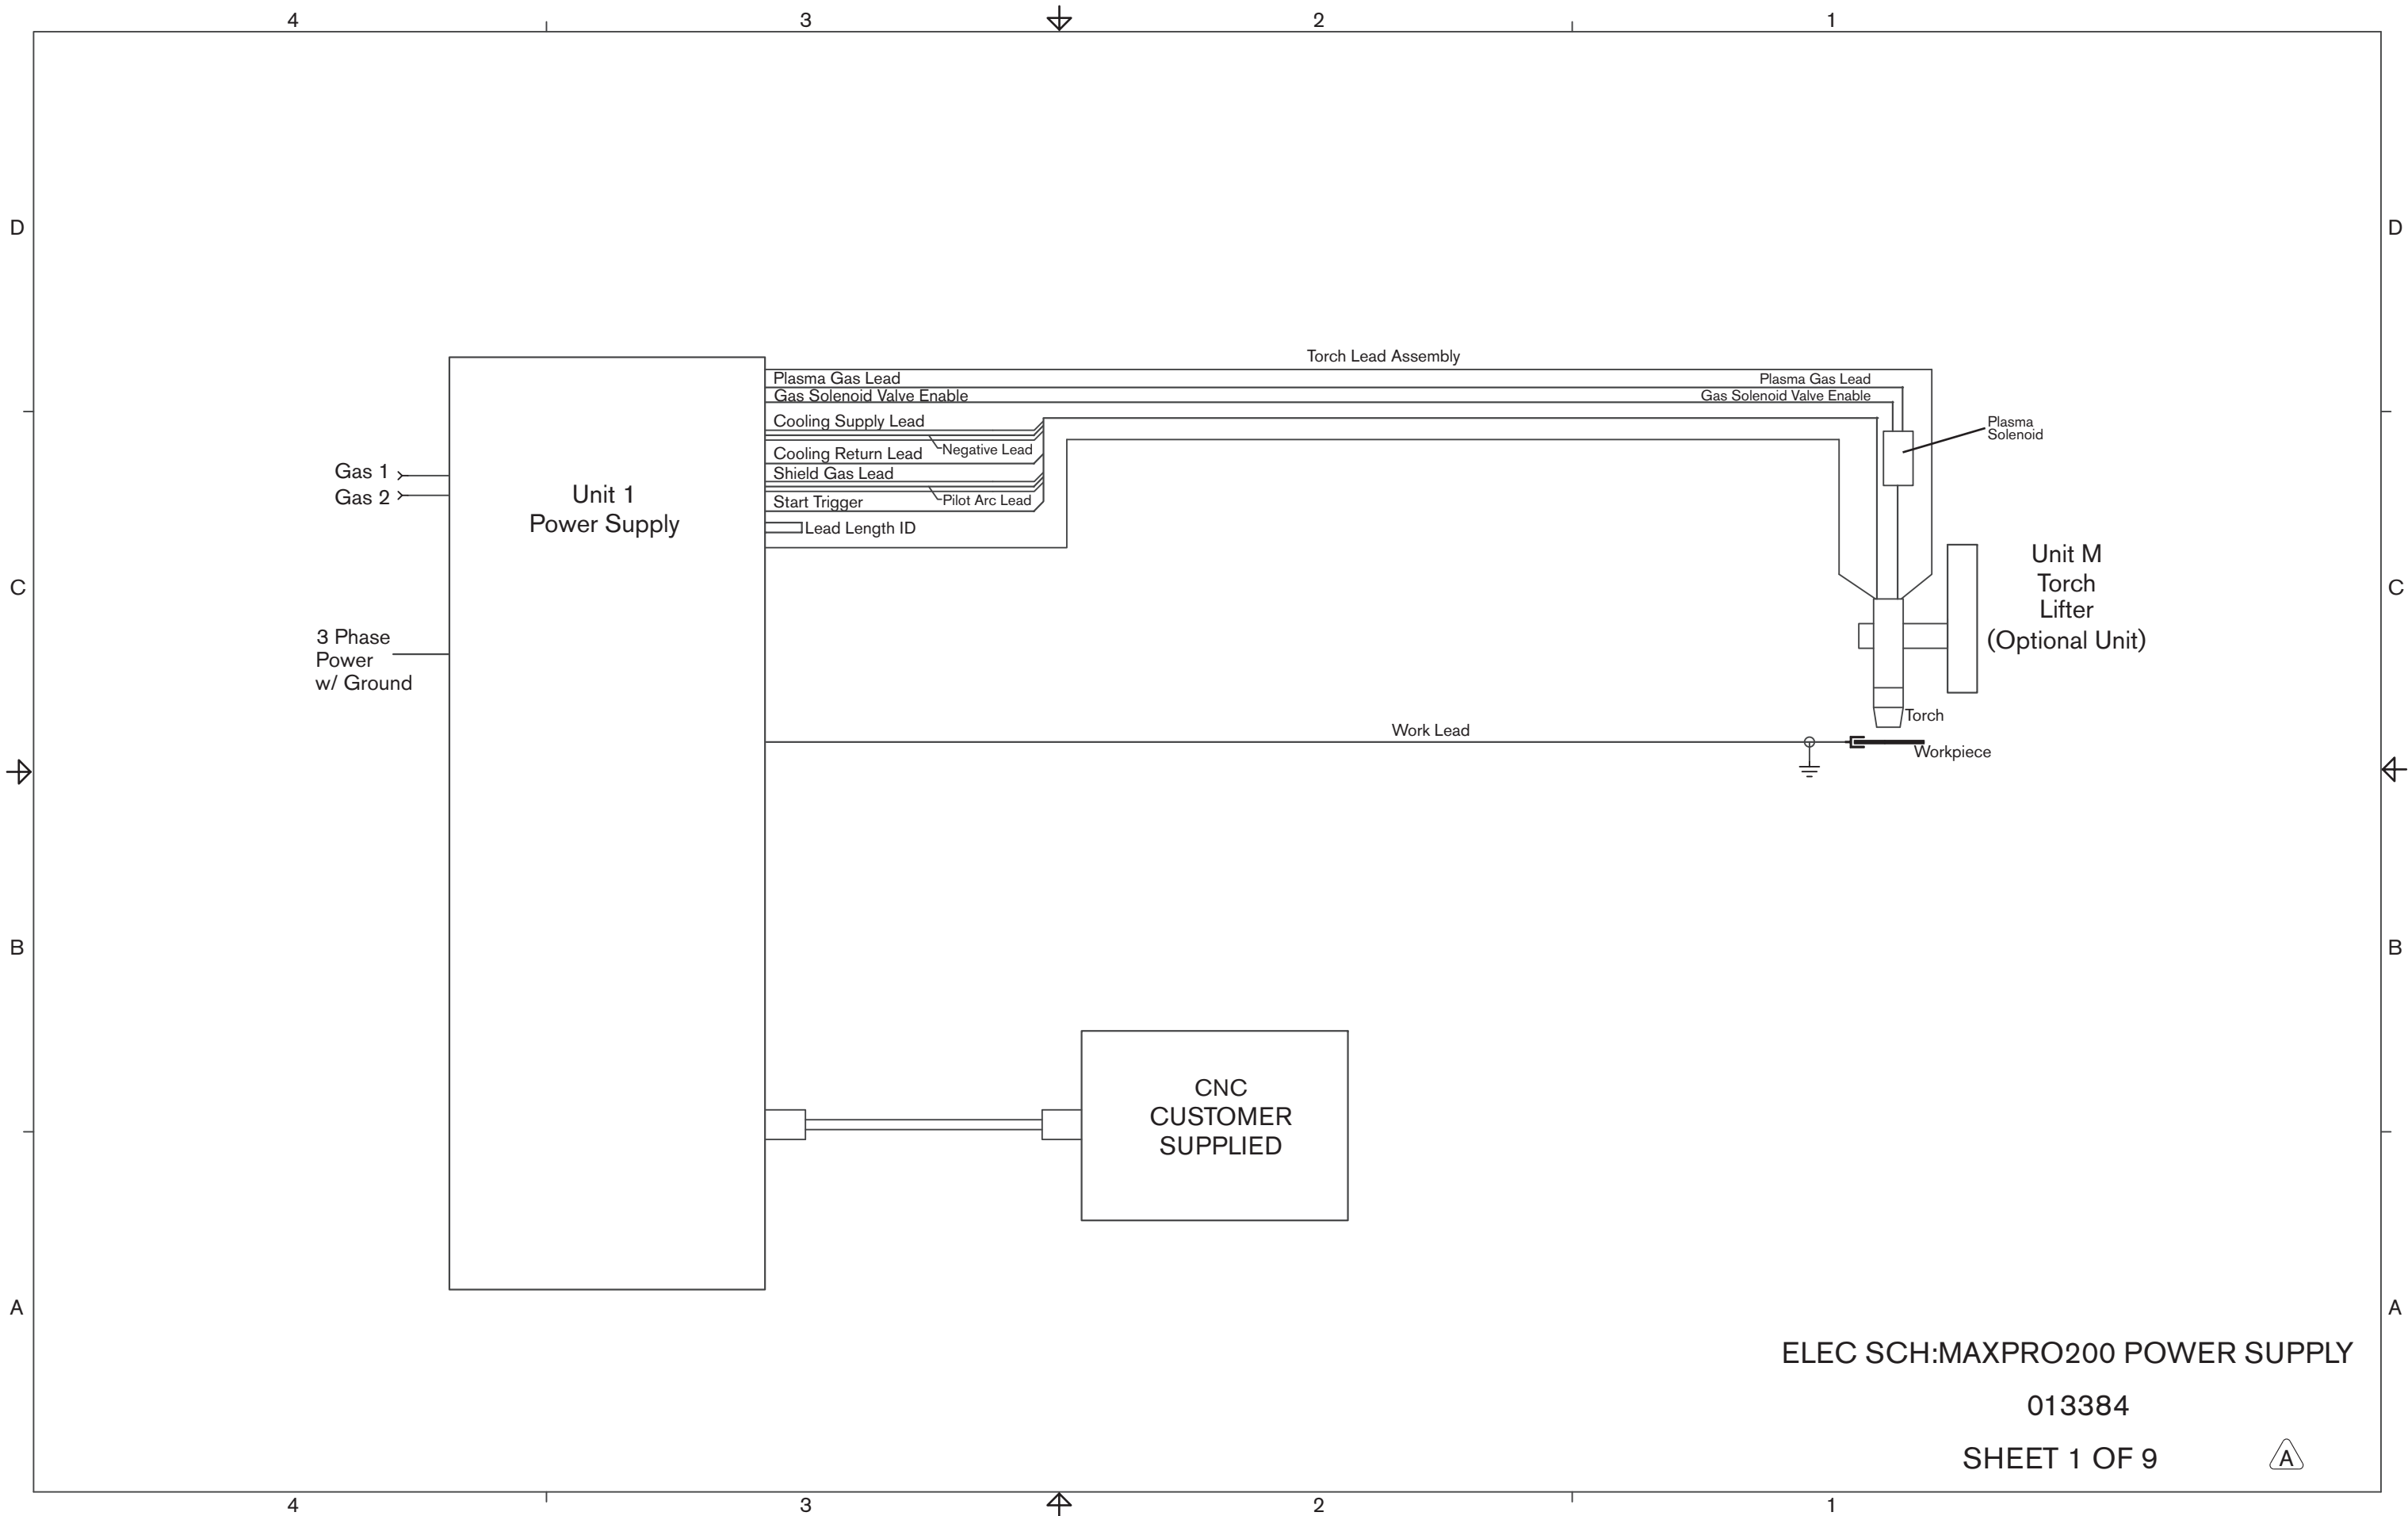 4 3 2 1
D D
Torch Lead Assembly
Plasma Gas Lead Plasma Gas Lead
Gas Solenoid Valve Enable Gas Solenoid Valve Enable
Cooling Supply Lead
Plasma
Solenoid
Negative Lead
Cooling Return Lead
Shield Gas Lead
Pilot Arc Lead
Start Trigger
Lead Length ID
Gas 1
Gas 2
Unit 1
Power Supply
Unit M
Torch
Lifter
(Optional Unit)
C C
3 Phase
Power
w/ Ground
Torch
Work Lead
Workpiece
B B
CNC
CUSTOMER
SUPPLIED
A A
ELEC SCH:MAXPRO200 POWER SUPPLY
013384
SHEET 1 OF 9
A
4 3 2 1